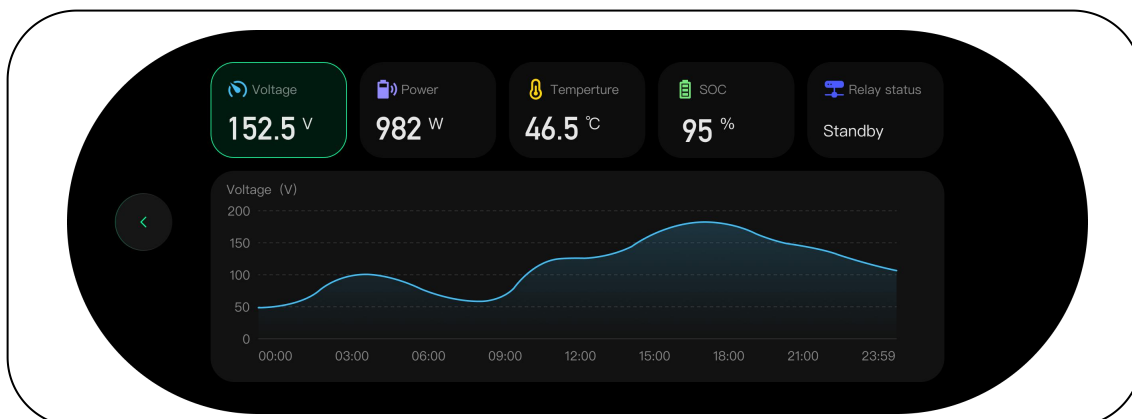 Voltage
152.5 V
Power
982 W
Temperture
46.5 ℃
SOC
95 %
Relay status
Standby
Voltage（V）
200
150
100
50
0
00:00 03:00 06:00 09:00 12:00 15:00 18:00 21:00 23:59